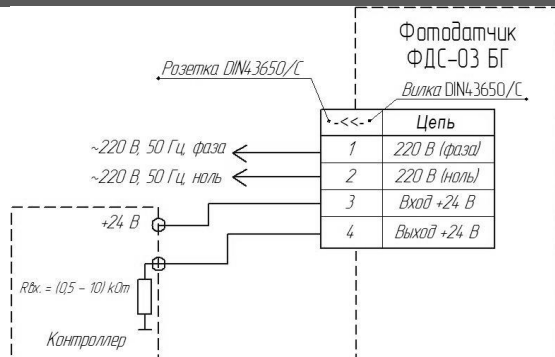 Фотодатчик
ФДС-03 БГ
Розетка DIN43650/C
Вилка DIN43650/C
-<<- Цепь
~220 В, 50 Гц, фаза
1 220 В (фаза)
~220 В, 50 Гц, ноль
2 220 В (ноль)
+24 В
3 Вход +24 В
4 Выход +24 В
Rвх. = (0,5 - 10) кОт
Контроллер